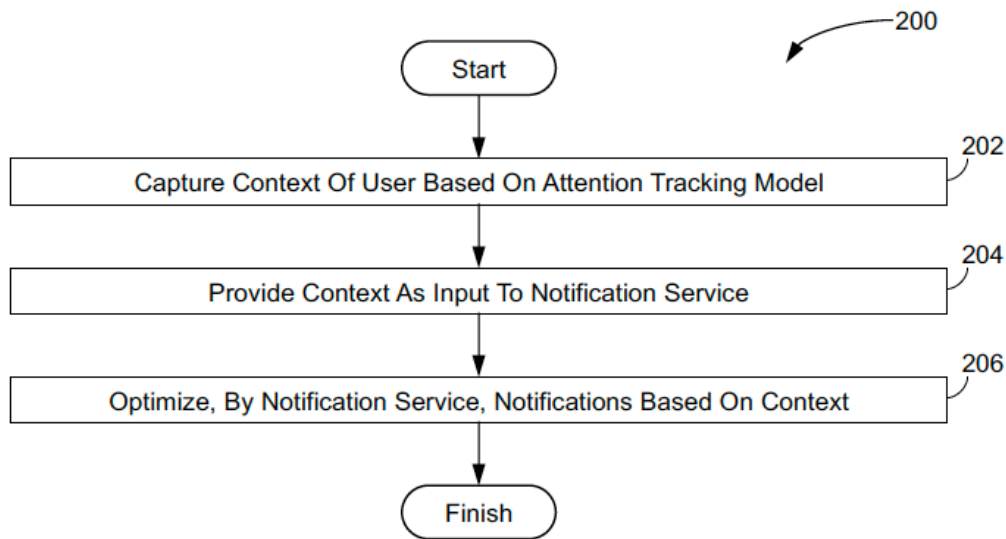 200
Start
202
Capture Context Of User Based On Attention Tracking Model
204
Provide Context As Input To Notification Service
206
Optimize, By Notification Service, Notifications Based On Context
Finish